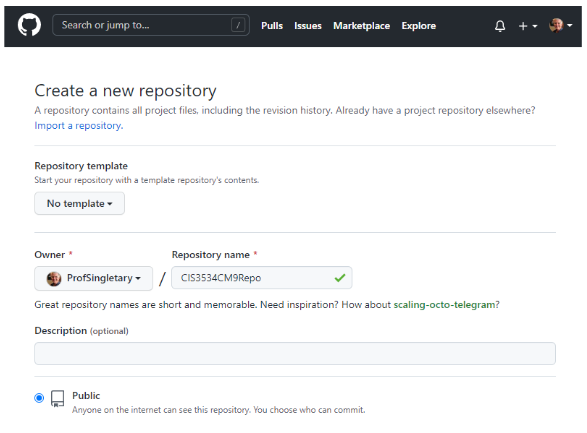 Search or jump to... /
Pulls Issues Marketplace Explore
Create a new repository
A repository contains all project files, including the revision history. Already have a project repository elsewhere?
Import a repository.
Repository template
Start your repository with a template repository's contents.
No template
Owner * Repository name *
ProfSingletary / CIS3534CM9Repo
Great repository names are short and memorable. Need inspiration? How about scaling-octo-telegram?
Description (optional)
Public
Anyone on the internet can see this repository. You choose who can commit.